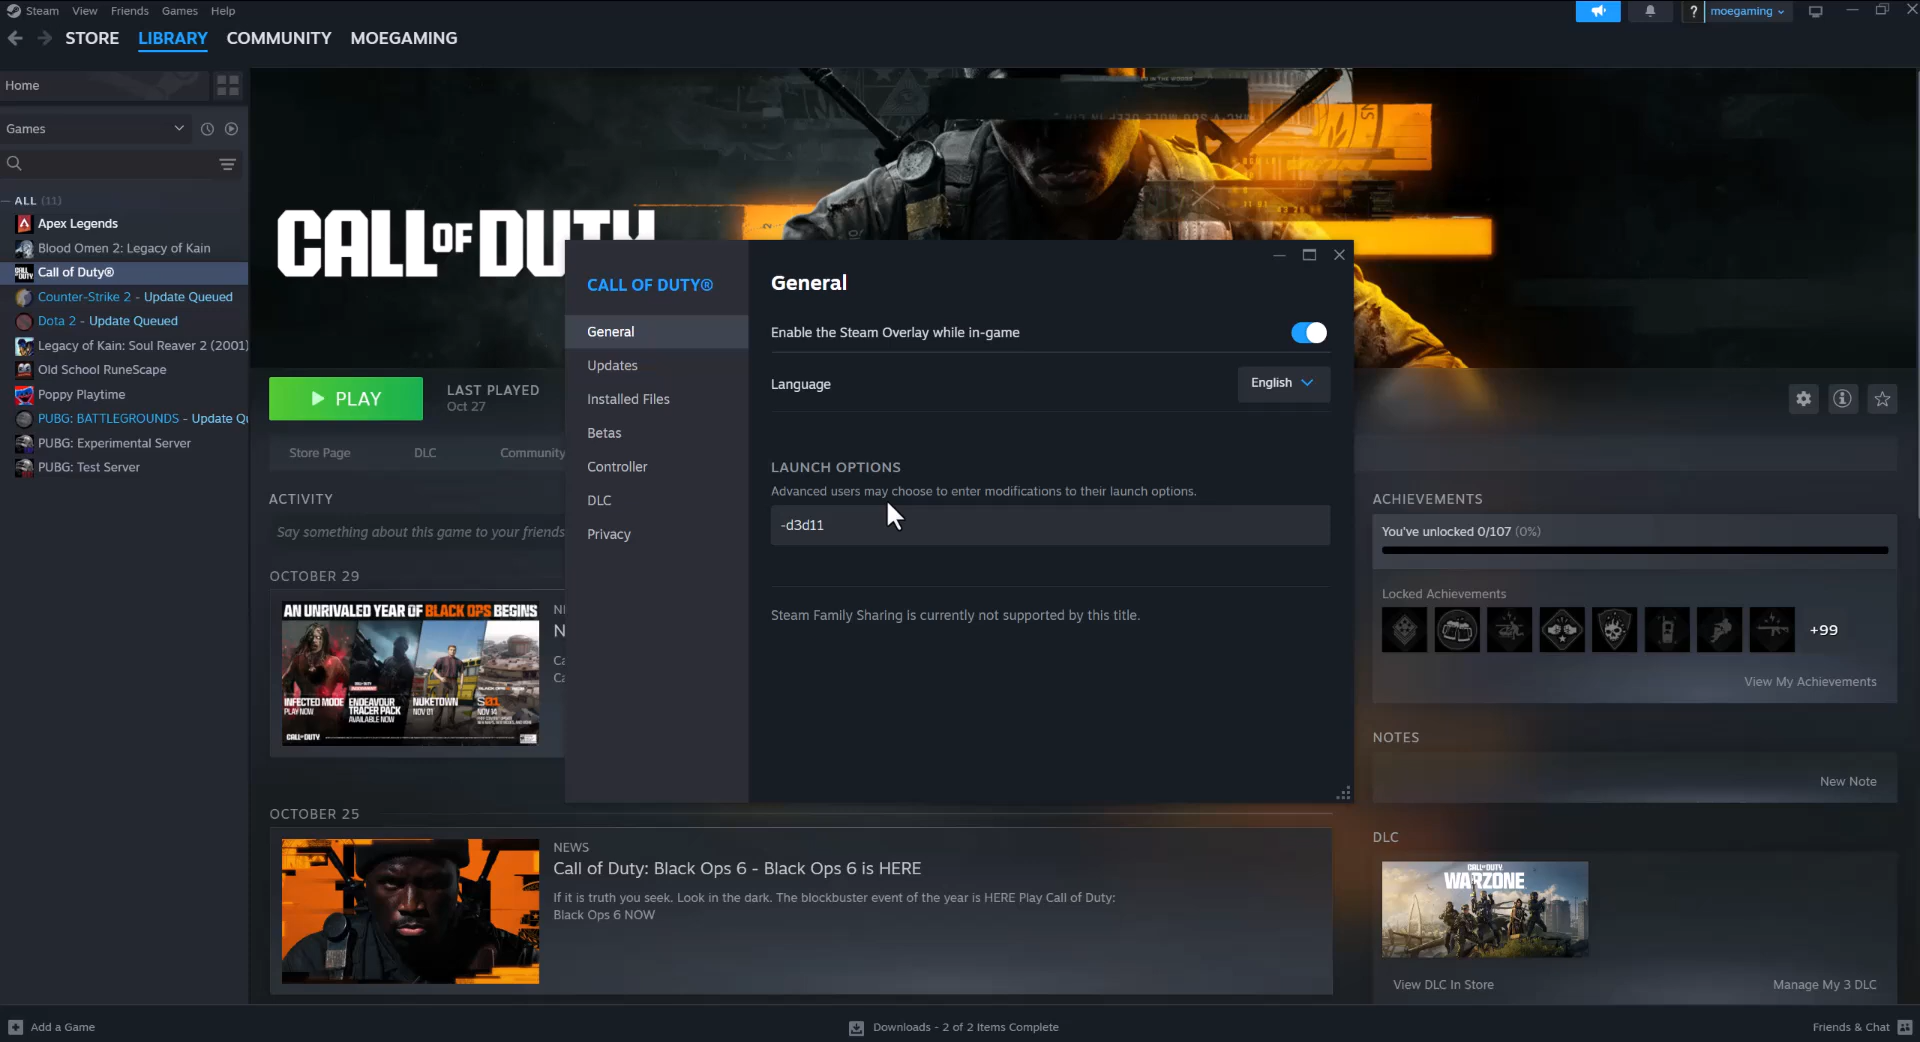 Steam View Friends Games Help
moegaming
STORE LIBRARY COMMUNITY MOEGAMING
Home
Games
ALL (11)
Apex Legends
Blood Omen 2: Legacy of Kain
Call of Duty®
Counter-Strike 2 - Update Queued
Dota 2 - Update Queued
Legacy of Kain: Soul Reaver 2 (2001)
Old School RuneScape
Poppy Playtime
PUBG: BATTLEGROUNDS - Update Qu
PUBG: Experimental Server
PUBG: Test Server
CALL OF DUTY
PLAY
LAST PLAYED
Oct 27
Store Page DLC Community
ACTIVITY
Say something about this game to your friends
OCTOBER 29
AN UNRIVALED YEAR OF BLACK OPS BEGINS
INFECTED MODE
PLAY NOW
ENDEAVOUR
TRACER PACK
AVAILABLE NOW
NUKETOWN
NOV 01
S01
NOV 14
CALL OF DUTY
NE
N
Ca
Ca
OCTOBER 25
NEWS
Call of Duty: Black Ops 6 - Black Ops 6 is HERE
If it is truth you seek. Look in the dark. The blockbuster event of the year is HERE Play Call of Duty:
Black Ops 6 NOW
CALL OF DUTY®
General
Updates
Installed Files
Betas
Controller
DLC
Privacy
General
Enable the Steam Overlay while in-game
Language
English
LAUNCH OPTIONS
Advanced users may choose to enter modifications to their launch options.
-d3d11
Steam Family Sharing is currently not supported by this title.
ACHIEVEMENTS
You've unlocked 0/107 (0%)
Locked Achievements
+99
View My Achievements
NOTES
New Note
DLC
CALL OF DUTY
WARZONE
View DLC In Store
Manage My 3 DLC
Add a Game
Downloads - 2 of 2 Items Complete
Friends & Chat